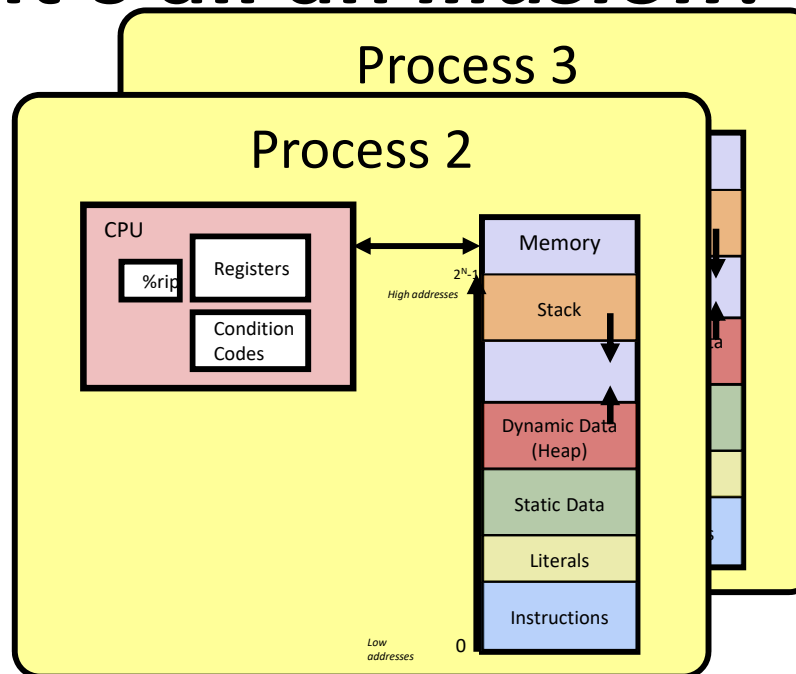 Process 3
Process 2
CPU
%rip
Registers
Condition
Codes
Memory
2ᴺ-1
High addresses
Stack
Dynamic Data
(Heap)
Static Data
Literals
Instructions
Low
addresses
0